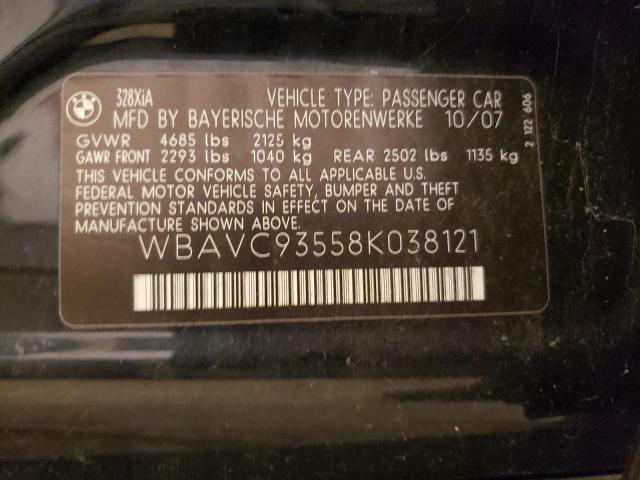 BMW
328XiA VEHICLE TYPE: PASSENGER CAR
MFD BY BAYERISCHE MOTORENWERKE 10/07
GVWR 4685 lbs 2125 kg
GAWR FRONT 2293 lbs 1040 kg REAR 2502 lbs 1135 kg
THIS VEHICLE CONFORMS TO ALL APPLICABLE U.S.
FEDERAL MOTOR VEHICLE SAFETY, BUMPER AND THEFT
PREVENTION STANDARDS IN EFFECT ON THE DATE OF
MANUFACTURE SHOWN ABOVE.
WBAVC93558K038121
2 122 606